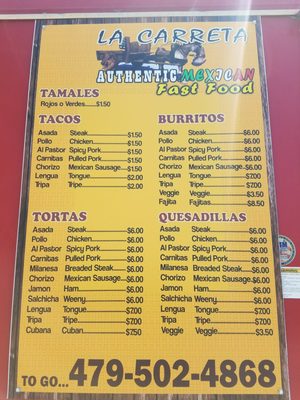 LA CARRETA
AUTHENTIC MEXICAN
Fast Food
TAMALES
Rojos o Verdes......$1.50
TACOS
Asada Steak......$1.50
Pollo Chicken......$1.50
Al Pastor Spicy Pork......$1.50
Carnitas Pulled Pork......$1.50
Chorizo Mexican Sausage......$1.50
Lengua Tongue......$2.00
Tripa Tripe......$2.00
BURRITOS
Asada Steak......$6.00
Pollo Chicken......$6.00
Al Pastor Spicy Pork......$6.00
Carnitas Pulled Pork......$6.00
Chorizo Mexican Sausage......$6.00
Lengua Tongue......$7.00
Tripa Tripe......$7.00
Veggie Veggie......$3.50
Fajita Fajitas......$8.50
TORTAS
Asada Steak......$6.00
Pollo Chicken......$6.00
Al Pastor Spicy Pork......$6.00
Carnitas Pulled Pork......$6.00
Milanesa Breaded Steak......$6.00
Chorizo Mexican Sausage......$6.00
Jamon Ham......$6.00
Salchicha Weeny......$6.00
Lengua Tongue......$7.00
Tripa Tripe......$7.00
Cubana Cuban......$7.50
QUESADILLAS
Asada Steak......$6.00
Pollo Chicken......$6.00
Al Pastor Spicy Pork......$6.00
Carnitas Pulled Pork......$6.00
Milanesa Breaded Steak......$6.00
Chorizo Mexican Sausage......$6.00
Jamon Ham......$6.00
Salchicha Weeny......$6.00
Lengua Tongue......$7.00
Tripa Tripe......$7.00
Veggie Veggie......$3.50
TO GO... 479-502-4868